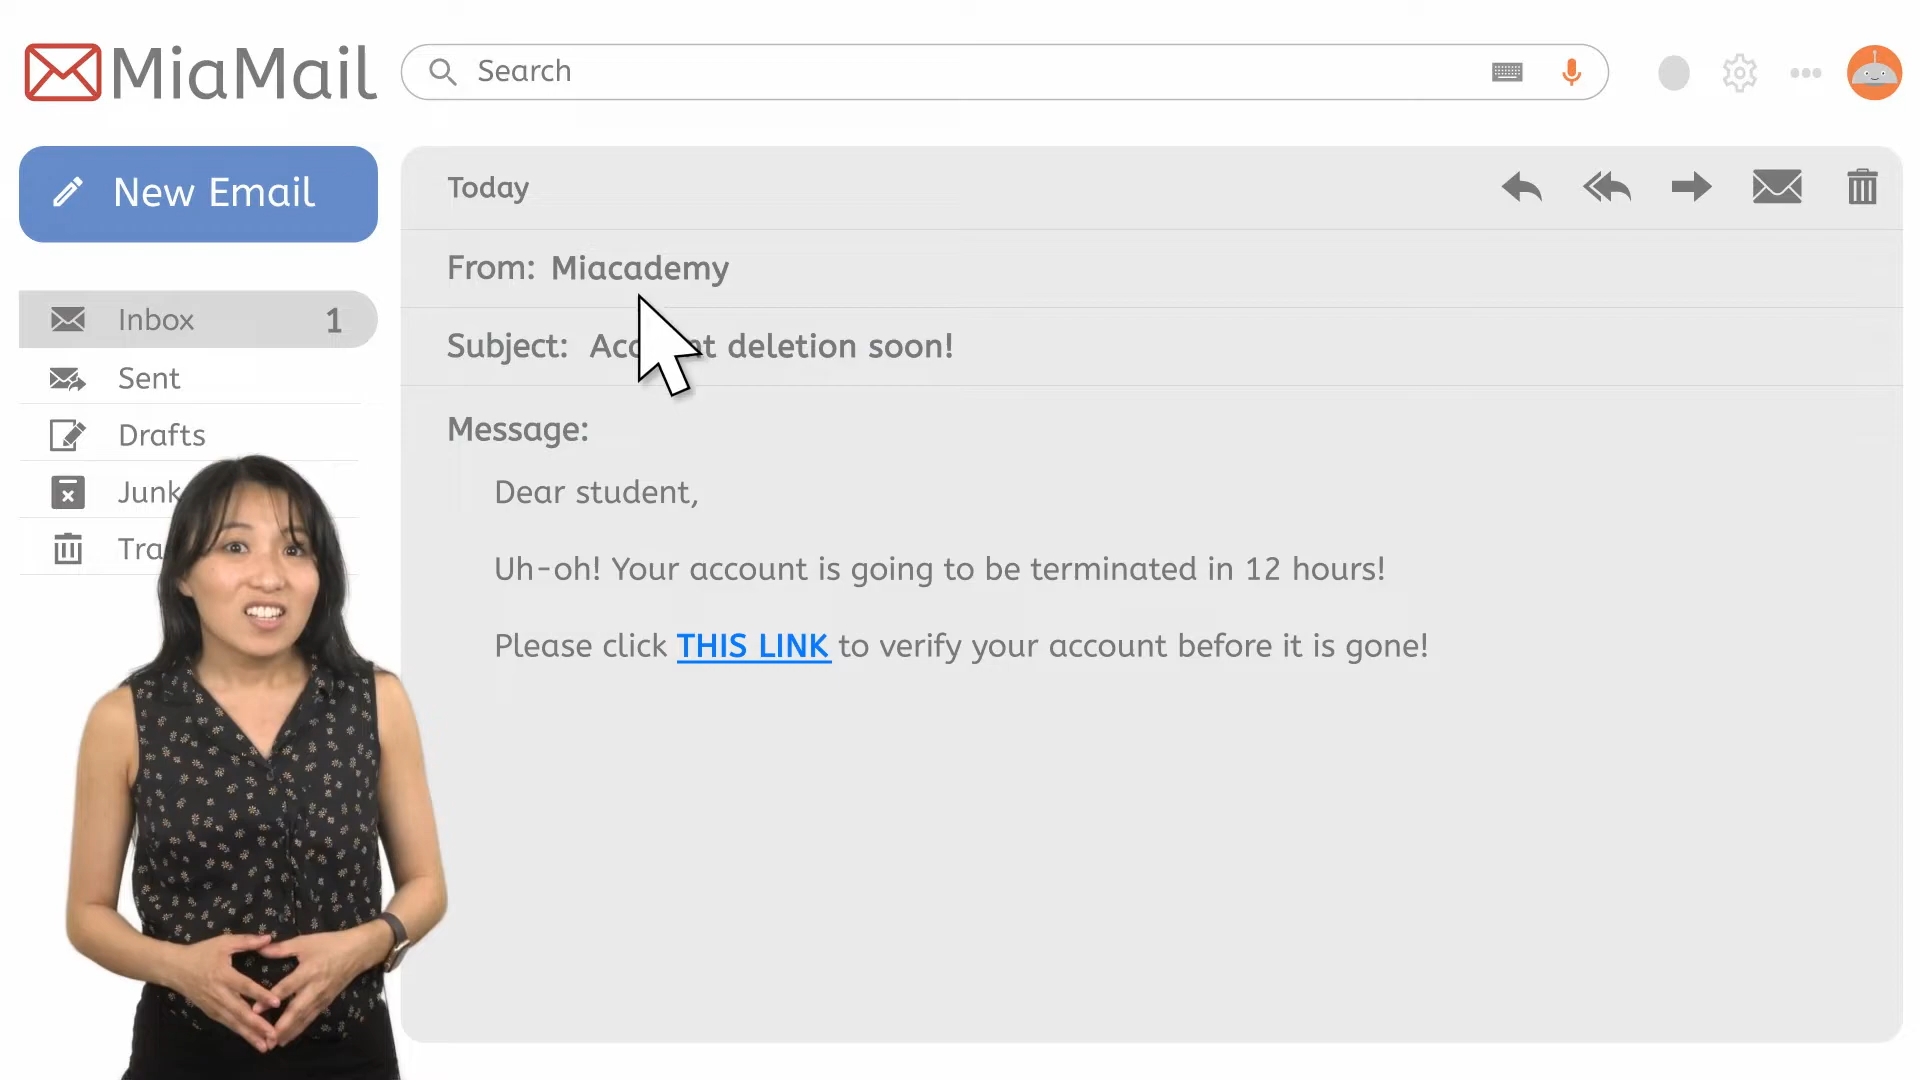 MiaMail
Search
New Email
Inbox 1
Sent
Drafts
Junk
Today
From: Miacademy
Subject: deletion soon!
Message:
Dear student,
Uh-oh! Your account is going to be terminated in 12 hours!
Please click THIS LINK to verify your account before it is gone!